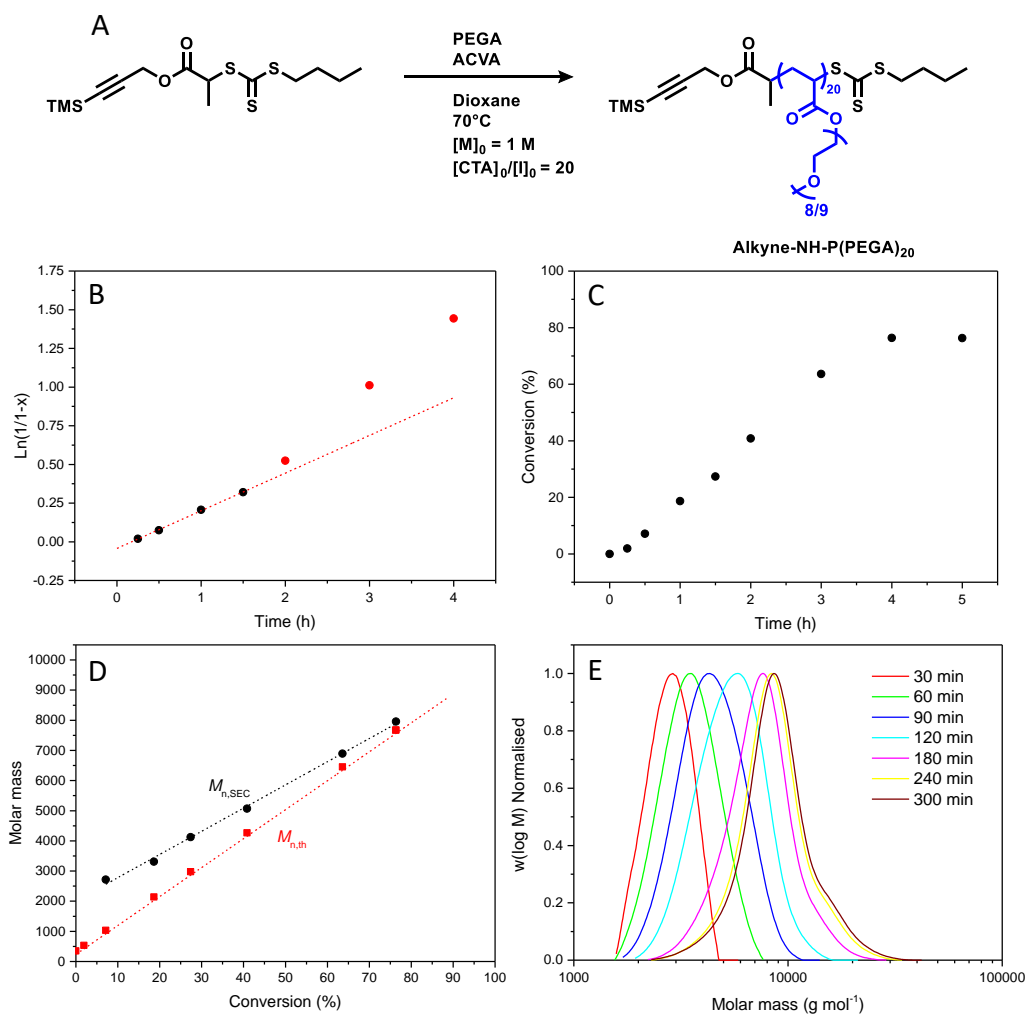 A
TMS
O
O
S
S
S
PEGA
ACVA
Dioxane
70°C
[M]₀ = 1 M
[CTA]₀/[I]₀ = 20
TMS
O
O
20
S
S
S
O
O
O
8/9
Alkyne-NH-P(PEGA)₂₀
B
1.75
1.50
1.25
1.00
0.75
0.50
0.25
0.00
-0.25
Ln(1/1-x)
0 1 2 3 4
Time (h)
C
100
80
60
40
20
0
Conversion (%)
0 1 2 3 4 5
Time (h)
D
10000
9000
8000
7000
6000
5000
4000
3000
2000
1000
0
Molar mass
Mn,SEC
Mn,th
0 10 20 30 40 50 60 70 80 90 100
Conversion (%)
E
1.0
0.8
0.6
0.4
0.2
0.0
w(log M) Normalised
30 min
60 min
90 min
120 min
180 min
240 min
300 min
1000 10000 100000
Molar mass (g mol⁻¹)